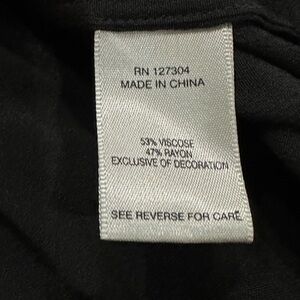 RN 127304
MADE IN CHINA
53% VISCOSE
47% RAYON
EXCLUSIVE OF DECORATION
SEE REVERSE FOR CARE